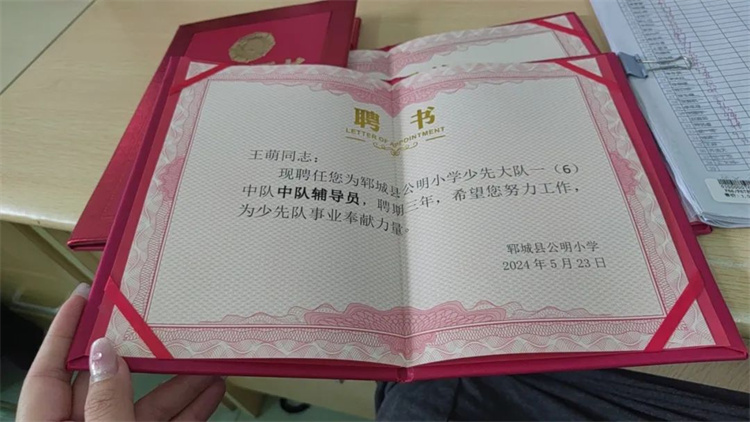 聘书
LETTER OF APPOINTMENT
王萌同志：
现聘任您为郓城县公明小学少先大队一（6）
中队中队辅导员，聘期三年，希望您努力工作，
为少先队事业奉献力量。
郓城县公明小学
2024年5月23日